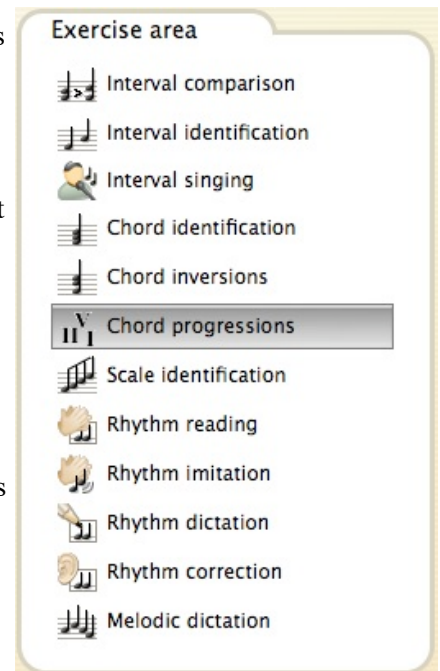 Exercise area
s
Interval comparison
Interval identification
Interval singing
t
Chord identification
Chord inversions
II V I Chord progressions
Scale identification
Rhythm reading
Rhythm imitation
s
Rhythm dictation
Rhythm correction
Melodic dictation